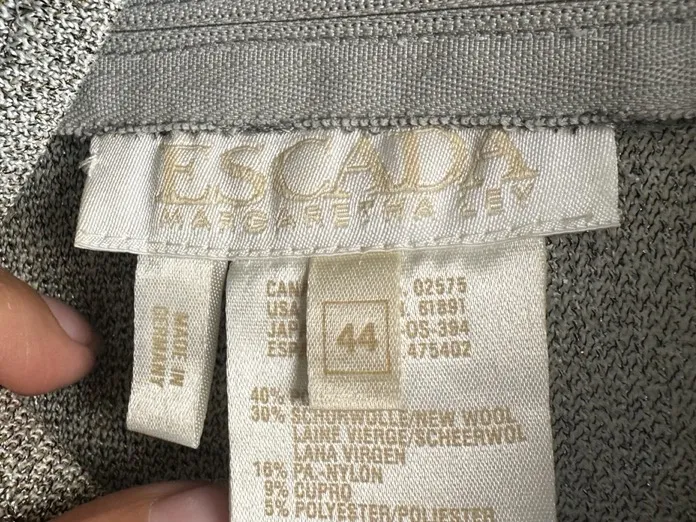 ESCADA
MARGARETHA LEY
MADE IN
GERMANY
44
CAN 02575
USA 61891
JAP OS-394
ESP 475402
40%
30% SCHURWOLLE/NEW WOOL
LAINE VIERGE/SCHEERWOL
LANA VIRGEN
16% PA-NYLON
9% CUPRO
5% POLYESTER/POLIESTER